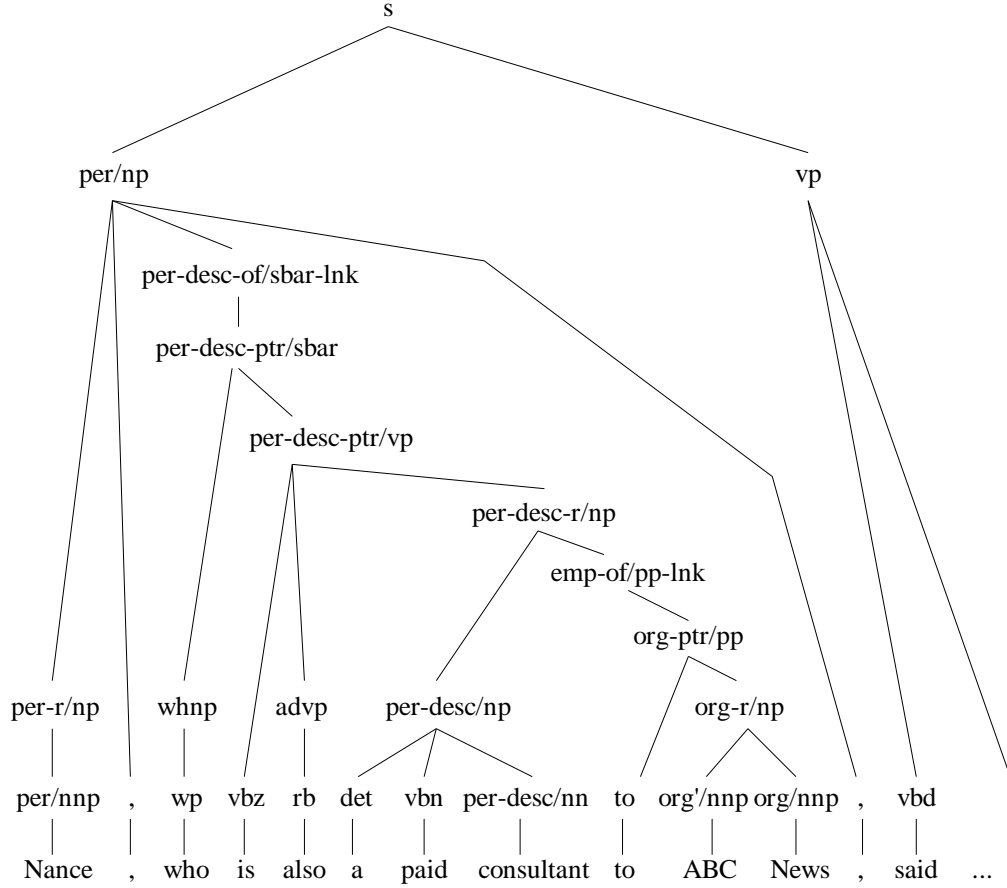 s
per/np vp
per-desc-of/sbar-lnk
per-desc-ptr/sbar
per-desc-ptr/vp
per-desc-r/np
emp-of/pp-lnk
org-ptr/pp
per-r/np whnp advp per-desc/np org-r/np
per/nnp , wp vbz rb det vbn per-desc/nn to org'/nnp org/nnp , vbd
Nance , who is also a paid consultant to ABC News , said ...